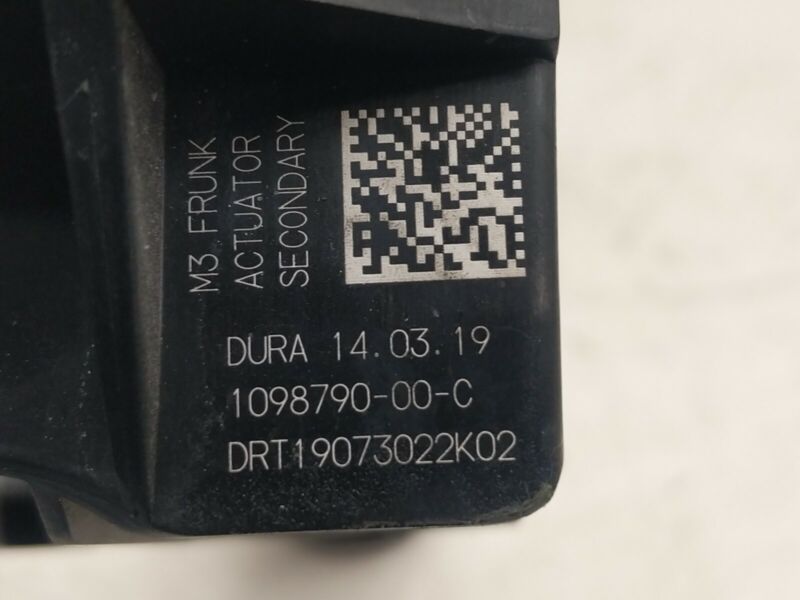 M3 FRUNK
ACTUATOR
SECONDARY
DURA 14.03.19
1098790-00-C
DRT19073022K02